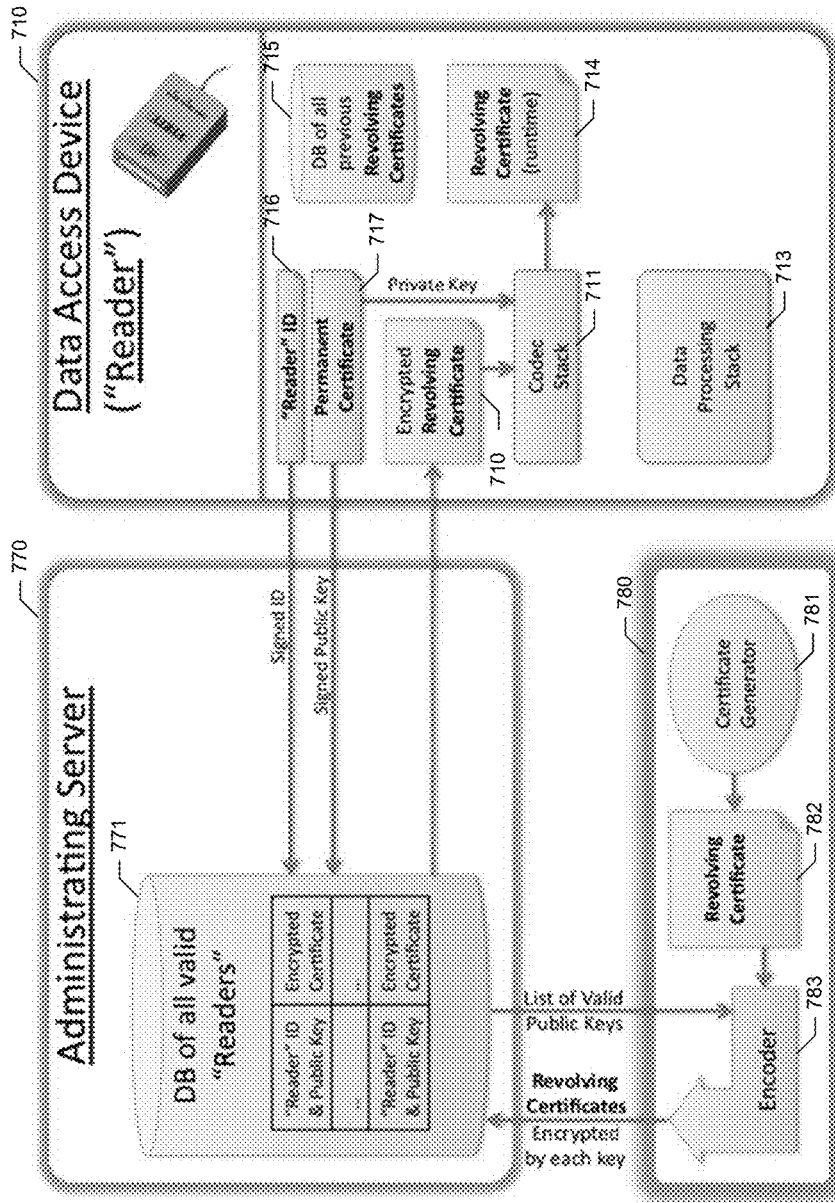 710
Data Access Device
("Reader")
715
DB of all
previous
Revolving
Certificates
716
"Reader" ID
717
Permanent
Certificate
Private Key
Encrypted
Revolving
Certificate
710
Codec
Stack
711
Revolving
Certificate
(runtime)
714
Data
Processing
Stack
713
770
Administrating Server
Signed ID
Signed Public Key
771
DB of all valid
"Readers"
"Reader" ID
& Public Key
Encrypted
Certificate
..
..
"Reader" ID
& Public Key
Encrypted
Certificate
List of Valid
Public Keys
Revolving
Certificates
Encrypted
by each key
780
Certificate
Generator
781
Revolving
Certificate
782
Encoder
783